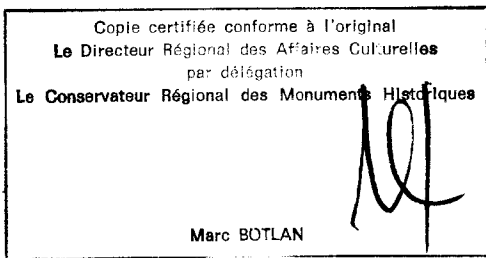 Copie certifiée conforme à l'original
Le Directeur Régional des Affaires Culturelles
par délégation
Le Conservateur Régional des Monuments Historiques
Marc BOTLAN